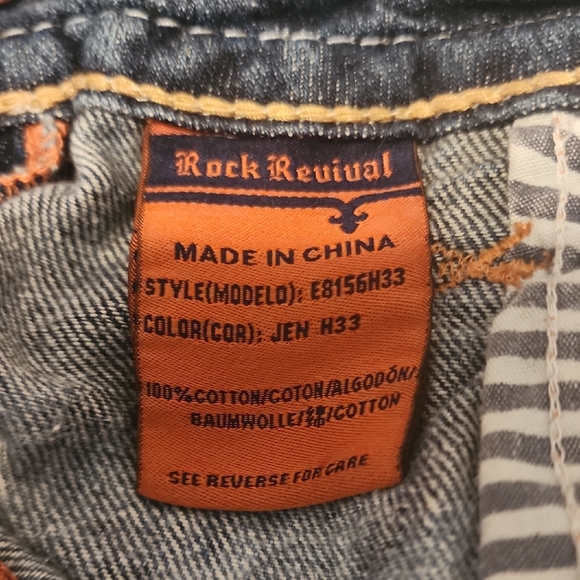 Rock Revival
MADE IN CHINA
STYLE(MODELO): E8156H33
COLOR(COR): JEN H33
100%COTTON/COTON/ALGODÓN/
BAUMWOLLE/綿/COTTON
SEE REVERSE FOR CARE